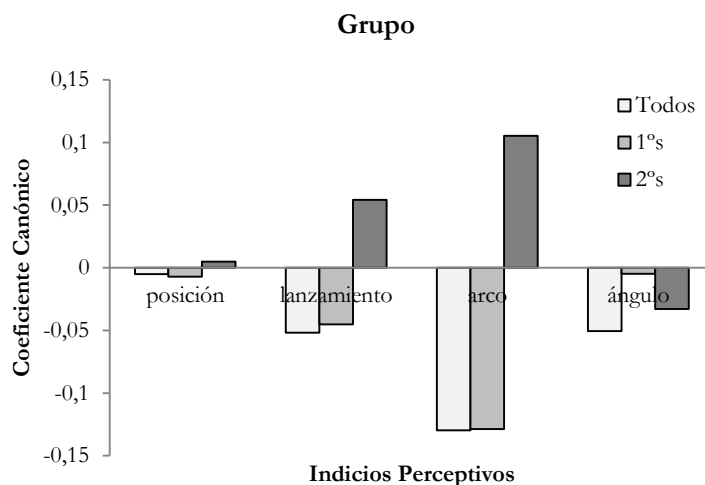 Grupo
0,15
0,1
0,05
0
-0,05
-0,1
-0,15
Coeficiente Canónico
posición lanzamiento arco ángulo
Indicios Perceptivos
Todos
1ºs
2ºs